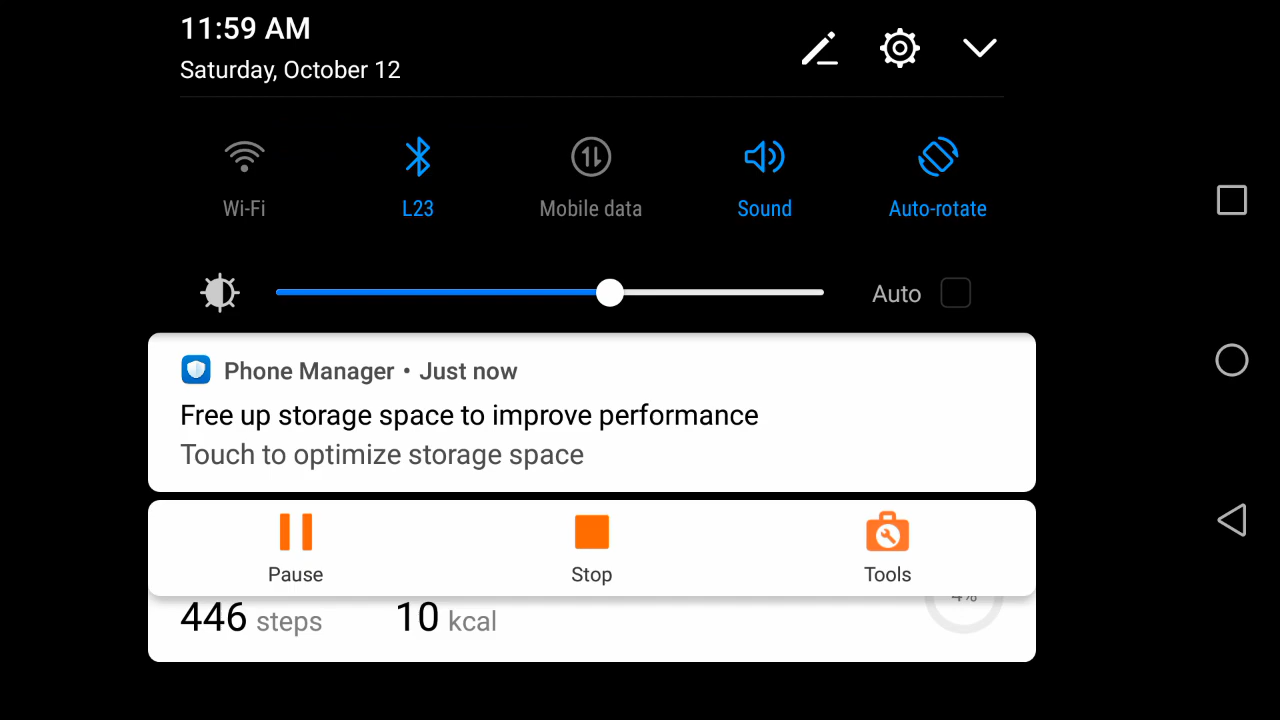 11:59 AM
Saturday, October 12
Wi-Fi L23 Mobile data Sound Auto-rotate
Auto
Phone Manager • Just now
Free up storage space to improve performance
Touch to optimize storage space
Pause Stop Tools
446 steps 10 kcal 4%